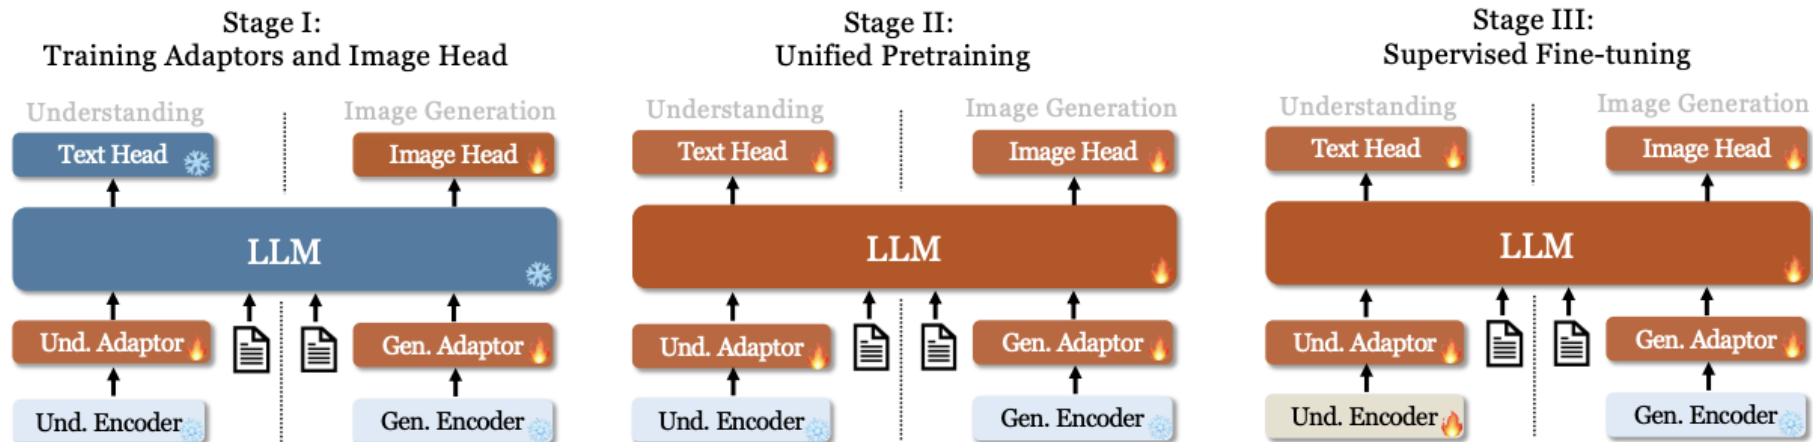 Stage I:
Training Adaptors and Image Head
Understanding
Image Generation
Text Head
Image Head
LLM
Und. Adaptor
Gen. Adaptor
Und. Encoder
Gen. Encoder
Stage II:
Unified Pretraining
Understanding
Image Generation
Text Head
Image Head
LLM
Und. Adaptor
Gen. Adaptor
Und. Encoder
Gen. Encoder
Stage III:
Supervised Fine-tuning
Understanding
Image Generation
Text Head
Image Head
LLM
Und. Adaptor
Gen. Adaptor
Und. Encoder
Gen. Encoder